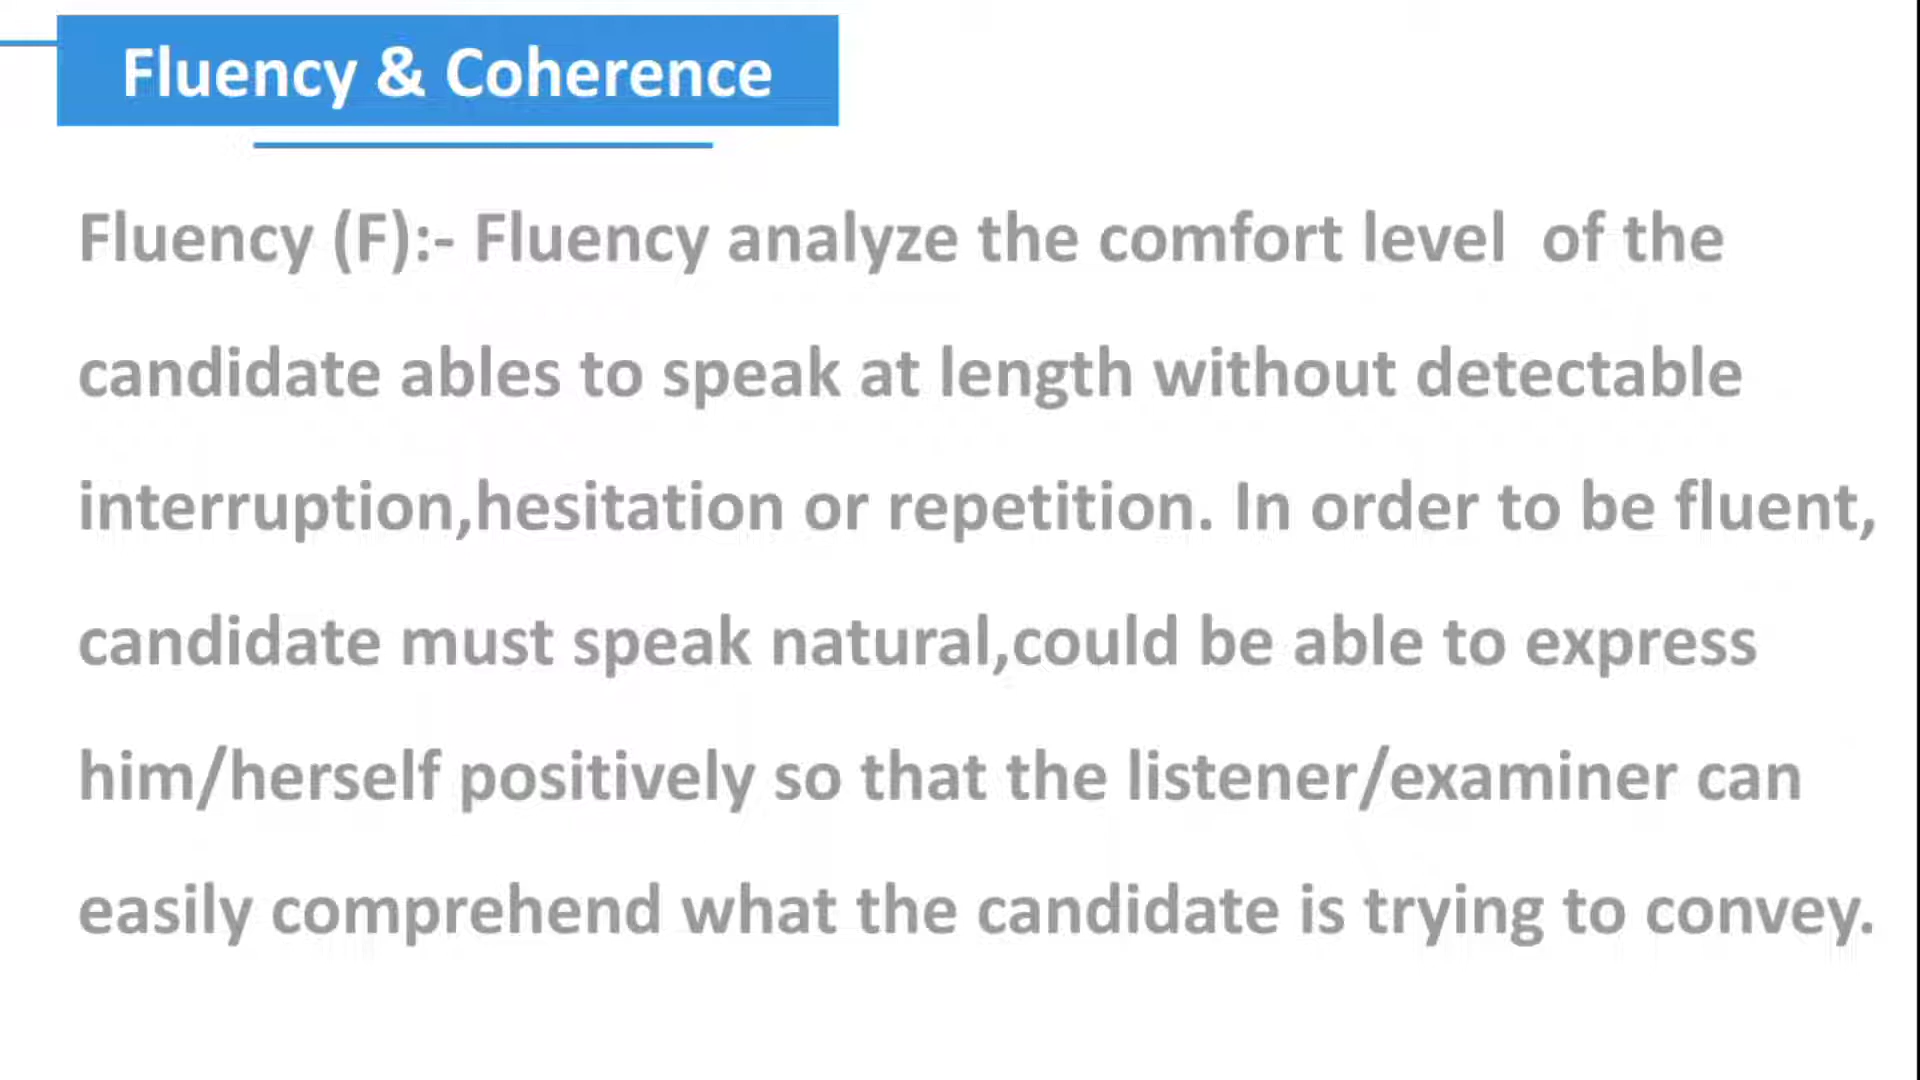 Fluency & Coherence
Fluency (F):- Fluency analyze the comfort level  of the
candidate ables to speak at length without detectable
interruption,hesitation or repetition. In order to be fluent,
candidate must speak natural,could be able to express
him/herself positively so that the listener/examiner can
easily comprehend what the candidate is trying to convey.